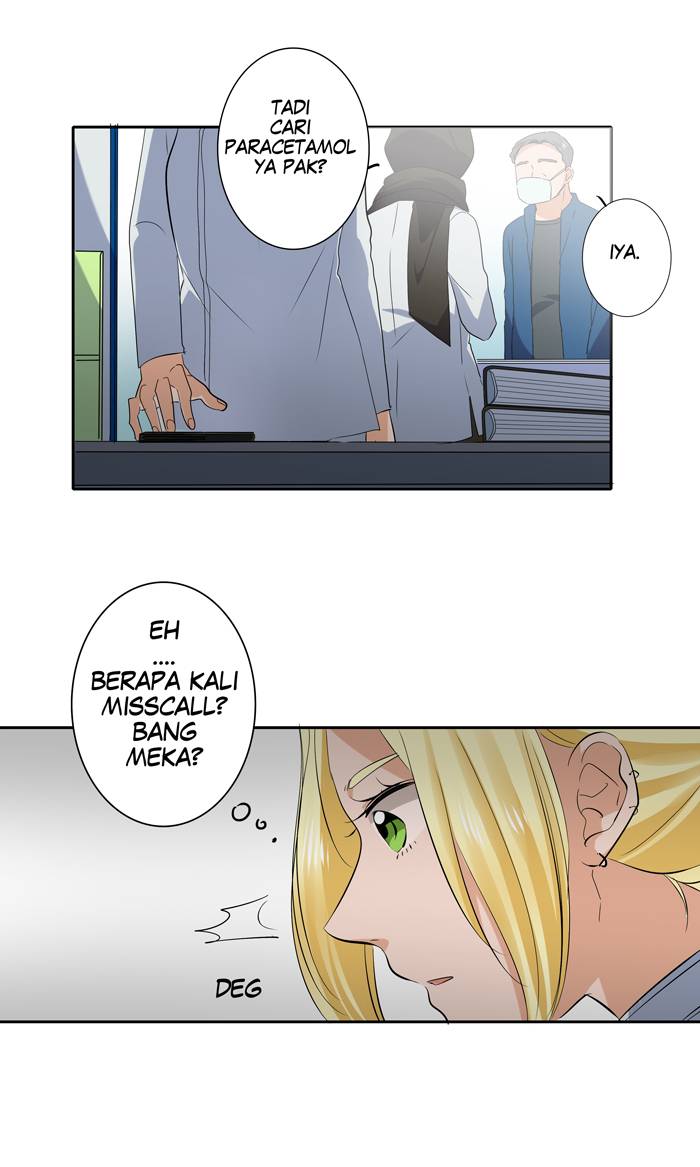 TADI
CARI
PARACETAMOL
YA PAK?
IYA.
EH
....
BERAPA KALI
MISSCALL?
BANG
MEKA?
DEG